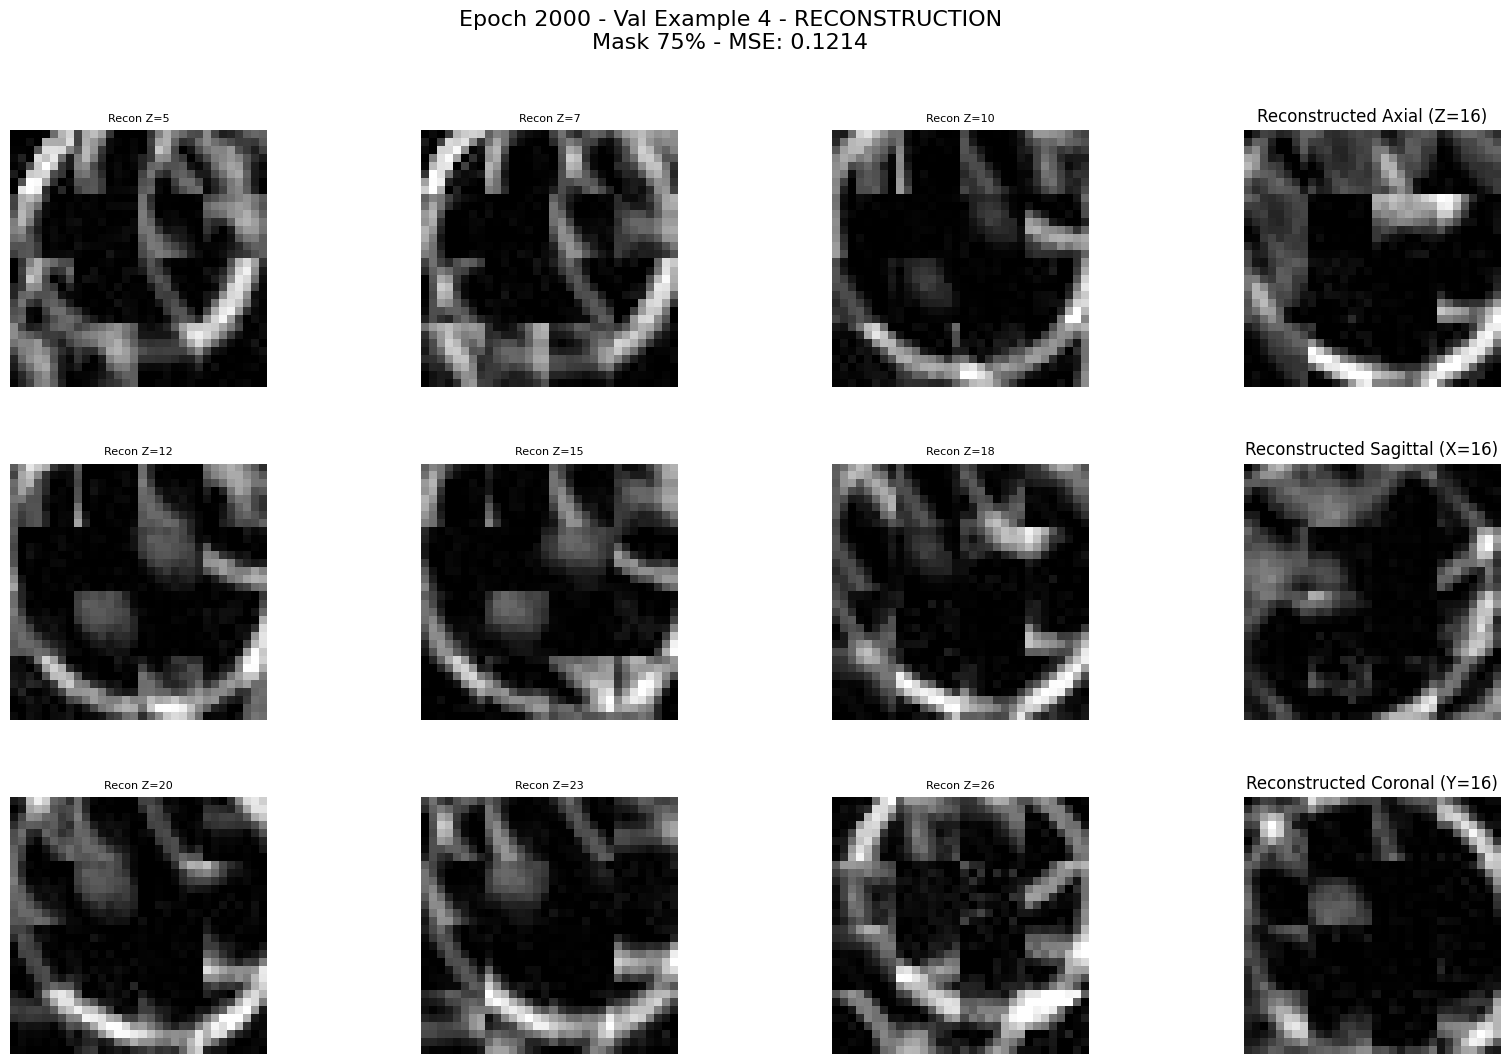 Epoch 2000 - Val Example 4 - RECONSTRUCTION
Mask 75% - MSE: 0.1214
Recon Z=5
Recon Z=7
Recon Z=10
Reconstructed Axial (Z=16)
Recon Z=12
Recon Z=15
Recon Z=18
Reconstructed Sagittal (X=16)
Recon Z=20
Recon Z=23
Recon Z=26
Reconstructed Coronal (Y=16)